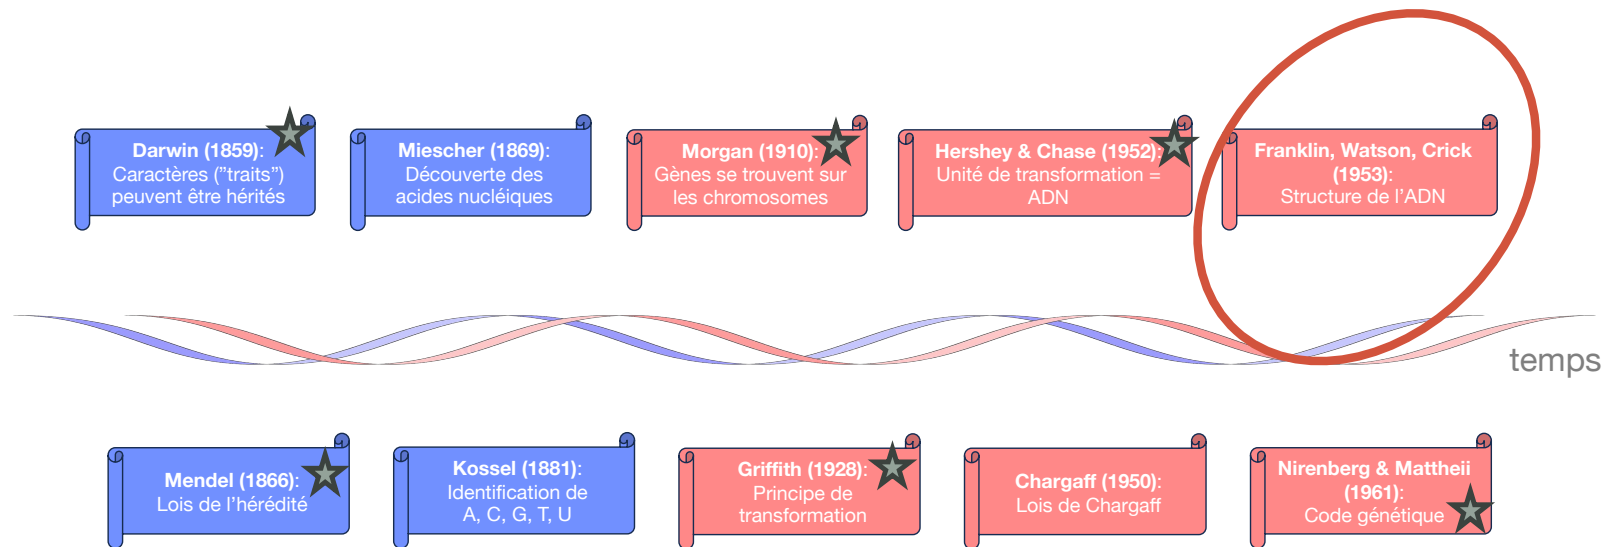 Darwin (1859):
Caractères (”traits”)
peuvent être hérités
Miescher (1869):
Découverte des
acides nucléiques
Morgan (1910):
Gènes se trouvent sur
les chromosomes
Hershey & Chase (1952):
Unité de transformation =
ADN
Franklin, Watson, Crick
(1953):
Structure de l’ADN
temps
Mendel (1866):
Lois de l’hérédité
Kossel (1881):
Identification de
A, C, G, T, U
Griffith (1928):
Principe de
transformation
Chargaff (1950):
Lois de Chargaff
Nirenberg & Mattheii
(1961):
Code génétique